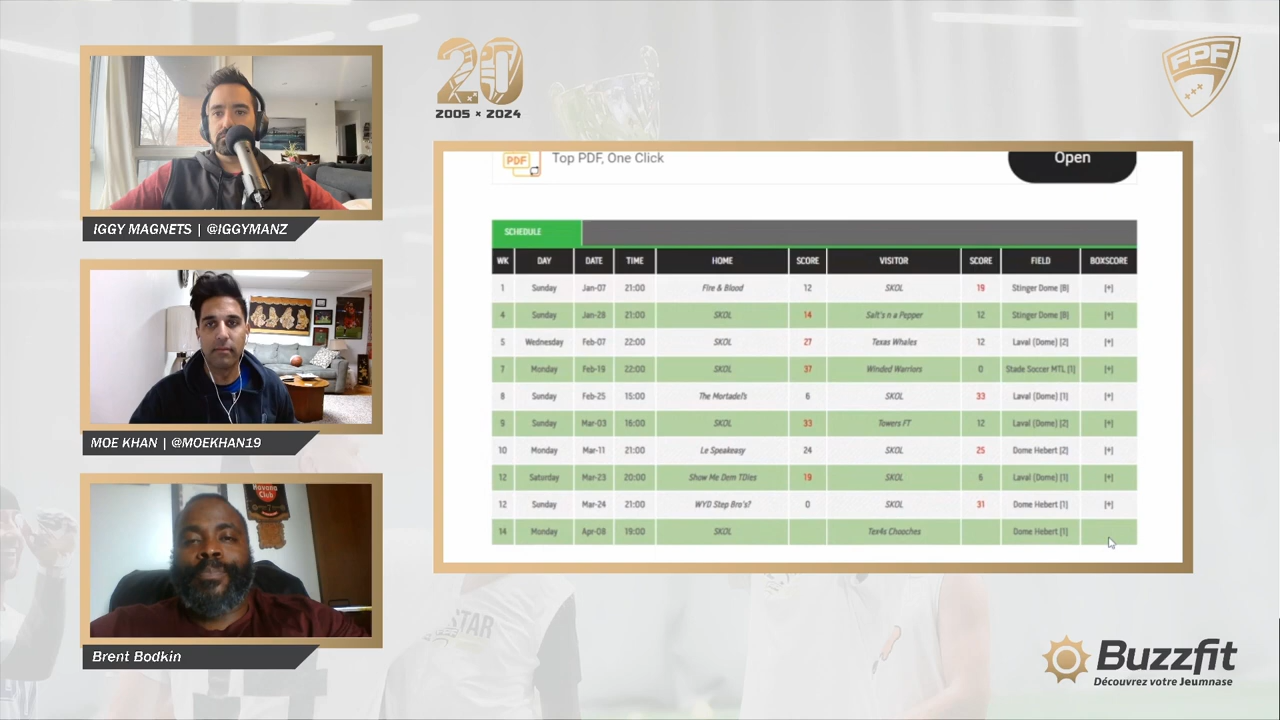 20
2005 × 2024
FPF
IGGY MAGNETS | @IGGYMANZ
MOE KHAN | @MOEKHAN19
Havana
Club
Brent Bodkin
PDF
Top PDF, One Click
Open
SCHEDULE
WK DAY DATE TIME HOME SCORE VISITOR SCORE FIELD BOXSCORE
1 Sunday Jan-07 21:00 Fire & Blood 12 SKOL 19 Stinger Dome [8] [+]
4 Sunday Jan-28 21:00 SKOL 14 Salt's n a Pepper 12 Stinger Dome [8] [+]
5 Wednesday Feb-07 22:00 SKOL 27 Texas Whales 12 Laval (Dome) [2] [+]
7 Monday Feb-19 22:00 SKOL 37 Winded Warriors 0 Stade Soccer MTL [1] [+]
8 Sunday Feb-25 15:00 The Mortadel's 6 SKOL 33 Laval (Dome) [1] [+]
9 Sunday Mar-03 16:00 SKOL 33 Towers FT 12 Laval (Dome) [2] [+]
10 Monday Mar-11 21:00 Le Speakeasy 24 SKOL 25 Dome Hebert [2] [+]
12 Saturday Mar-23 20:00 Show Me Dem TDies 19 SKOL 6 Laval (Dome) [1] [+]
12 Sunday Mar-24 21:00 WYD Step Bro's? 0 SKOL 31 Dome Hebert [1] [+]
14 Monday Apr-08 19:00 SKOL Tex4s Chooches Dome Hebert [1]
STAR
Buzzfit
Découvrez votre Jeumnase